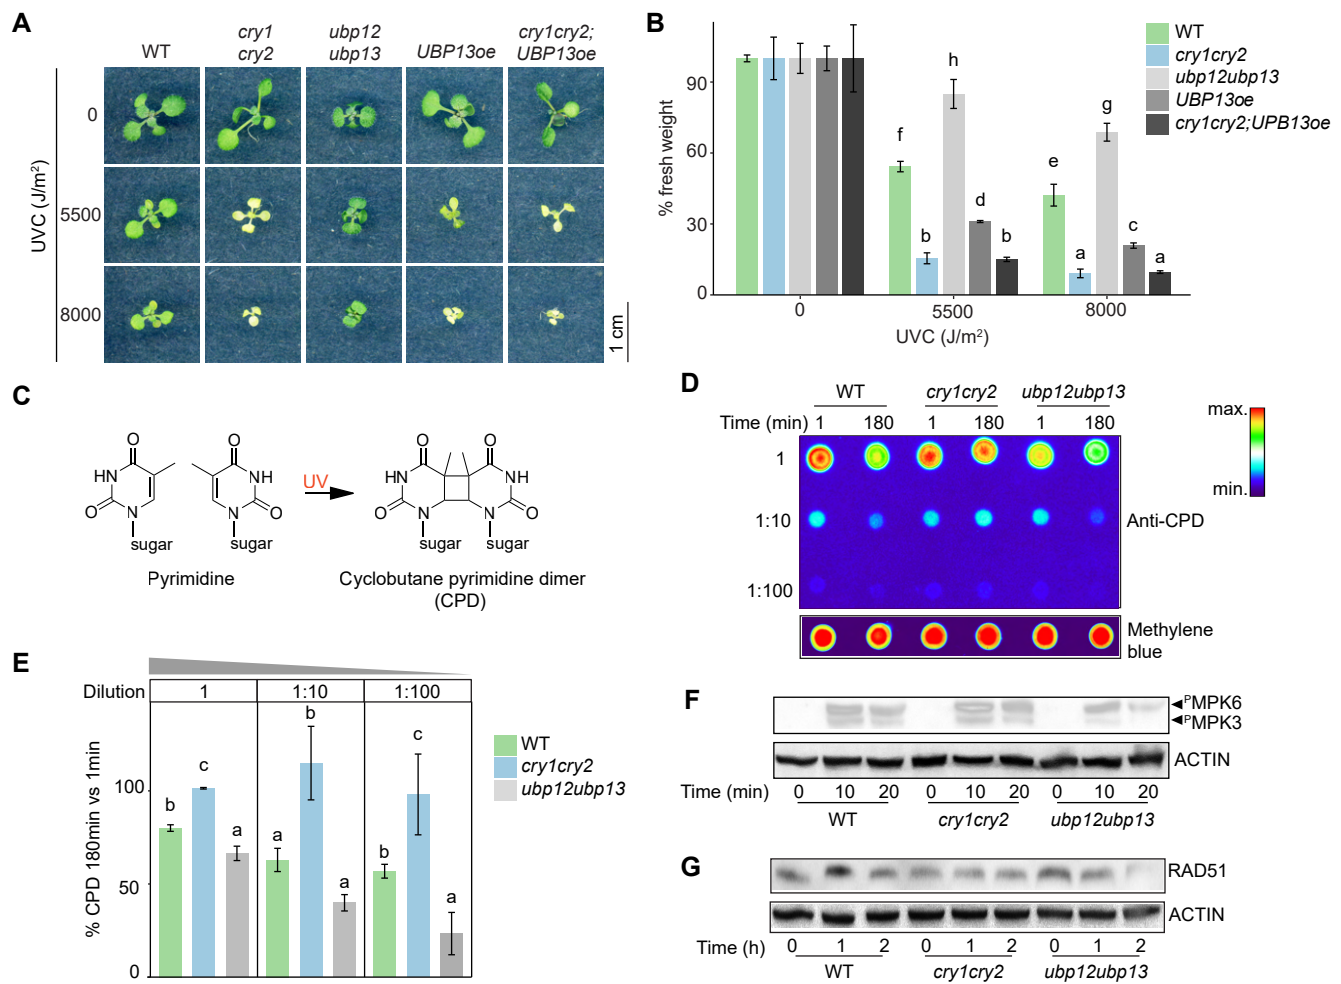 A
WT
cry1
cry2
ubp12
ubp13
UBP13oe
cry1cry2;
UBP13oe
UVC (J/m²)
0
5500
8000
1 cm
B
% fresh weight
90
60
30
0
f
b
h
d
b
e
a
g
c
a
0
5500
8000
UVC (J/m²)
WT
cry1cry2
ubp12ubp13
UBP13oe
cry1cry2;UPB13oe
C
O
HN
O
N
sugar
O
NH
N
O
sugar
Pyrimidine
UV
O
O
HN
NH
O
N
N
O
sugar
sugar
Cyclobutane pyrimidine dimer
(CPD)
D
WT
cry1cry2
ubp12ubp13
Time (min)
1
180
1
180
1
180
1
1:10
1:100
Anti-CPD
Methylene
blue
max.
min.
E
Dilution
1
1:10
1:100
% CPD 180min vs 1min
100
50
0
b
c
a
a
b
a
b
c
a
WT
cry1cry2
ubp12ubp13
F
PMPK6
PMPK3
ACTIN
Time (min)
0
10
20
0
10
20
0
10
20
WT
cry1cry2
ubp12ubp13
G
RAD51
ACTIN
Time (h)
0
1
2
0
1
2
0
1
2
WT
cry1cry2
ubp12ubp13